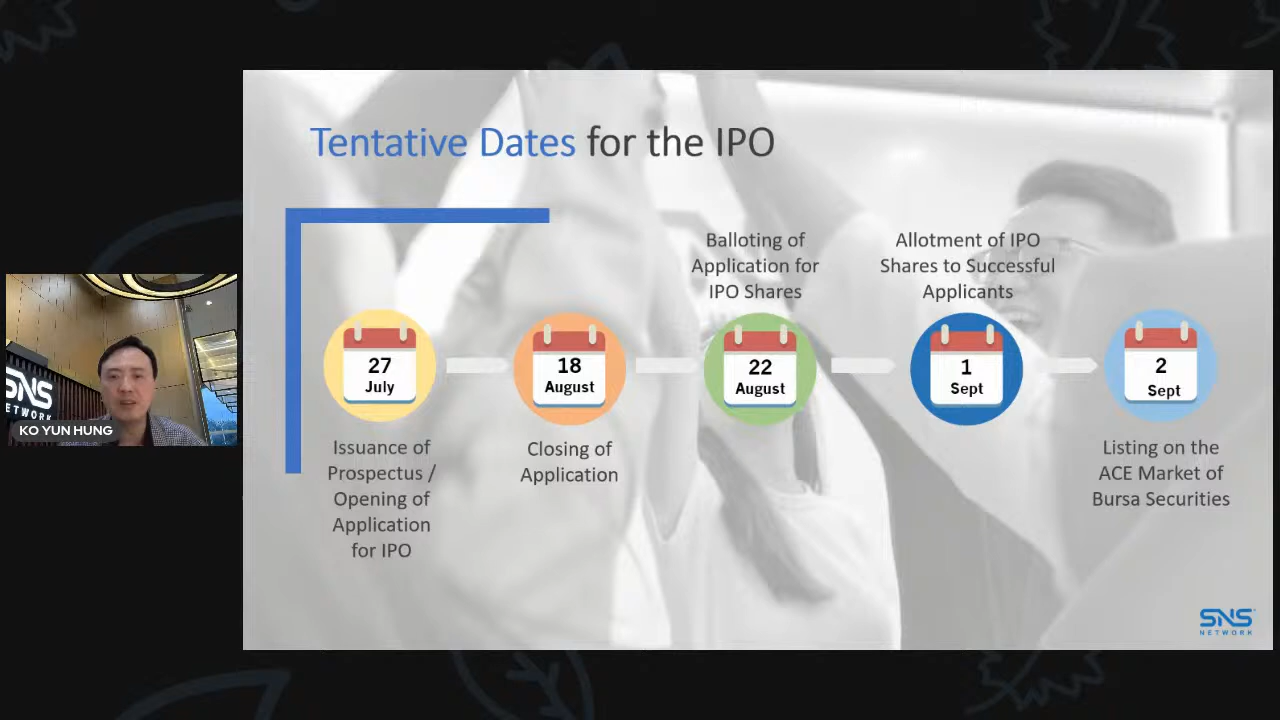 Tentative Dates for the IPO
27
July
Issuance of
Prospectus /
Opening of
Application
for IPO
18
August
Closing of
Application
Balloting of
Application for
IPO Shares
22
August
Allotment of IPO
Shares to Successful
Applicants
1
Sept
2
Sept
Listing on the
ACE Market of
Bursa Securities
SNS
NETWORK
KO YUN HUNG
SNS
NETWORK